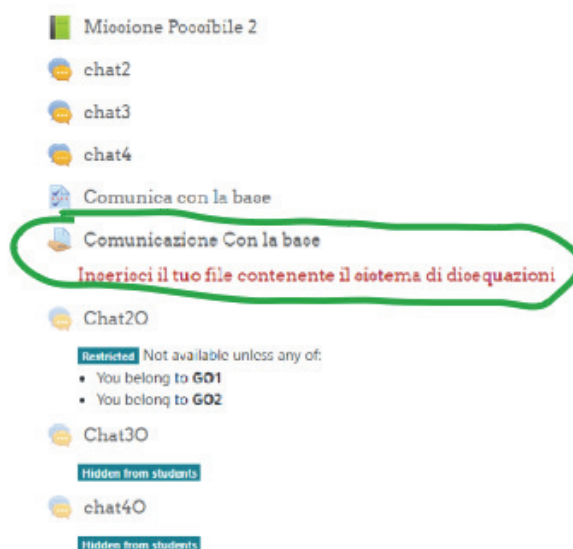 Missione Possibile 2
chat2
chat3
chat4
Comunica con la base
Comunicazione Con la base
Inserisci il tuo file contenente il sistema di disequazioni
Chat2O
Restricted Not available unless any of:
• You belong to GO1
• You belong to GO2
Chat3O
Hidden from students
chat4O
Hidden from students